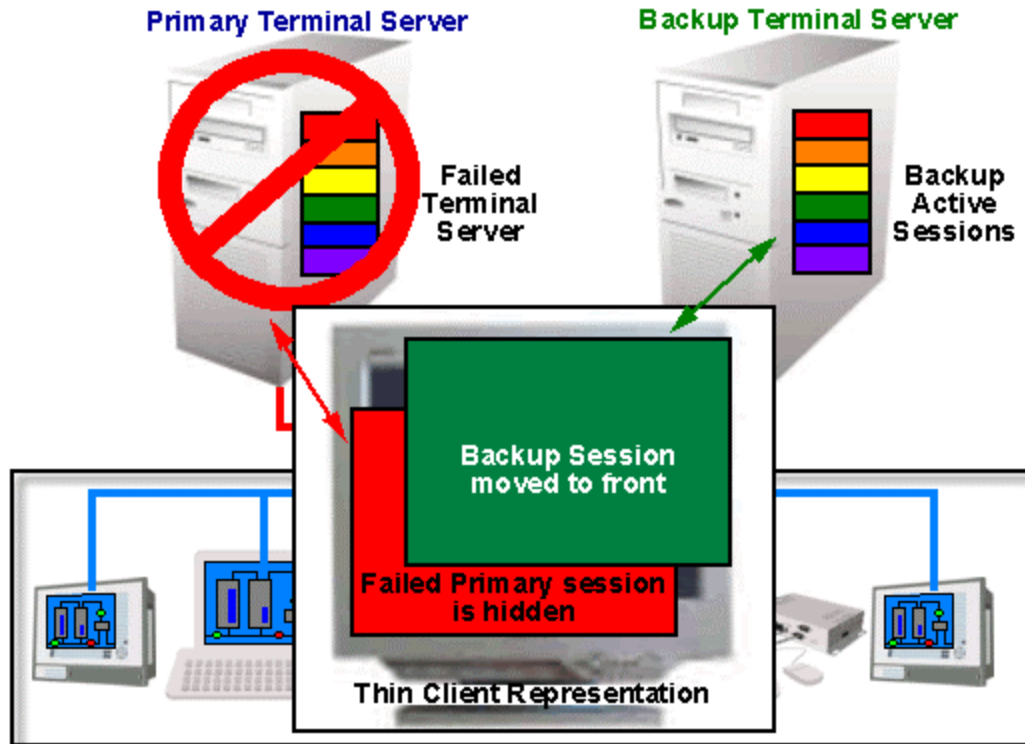 Primary Terminal Server
Backup Terminal Server
Failed
Terminal
Server
Backup
Active
Sessions
Backup Session
moved to front
Failed Primary session
is hidden
Thin Client Representation